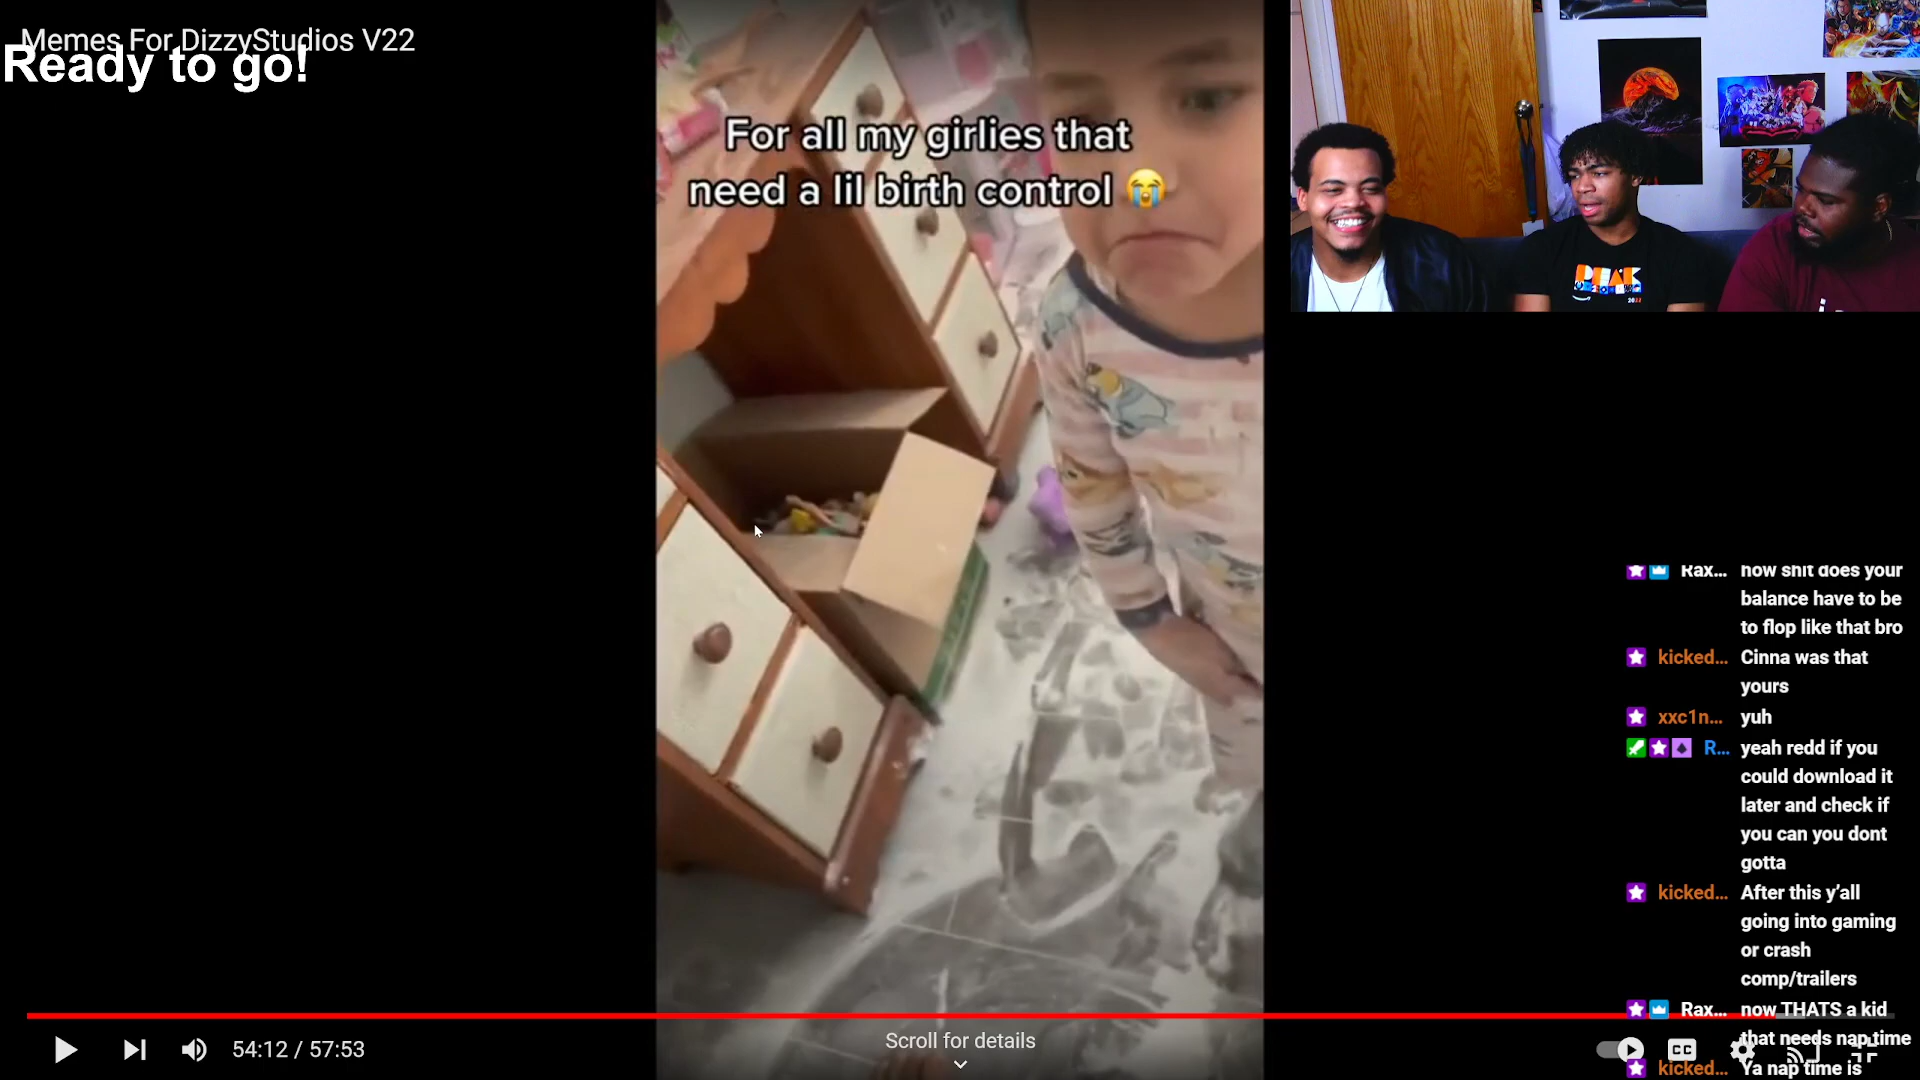 Memes For DizzyStudios V22
Ready to go!
For all my girlies that
need a lil birth control 😭
PEAK
2022
Rax... how shit does your
balance have to be
to flop like that bro
kicked... Cinna was that
yours
xxc1n... yuh
R... yeah redd if you
could download it
later and check if
you can you dont
gotta
kicked... After this y'all
going into gaming
or crash
comp/trailers
Rax... now THATS a kid
that needs nap time
kicked... Ya nap time is
54:12 / 57:53
Scroll for details
CC